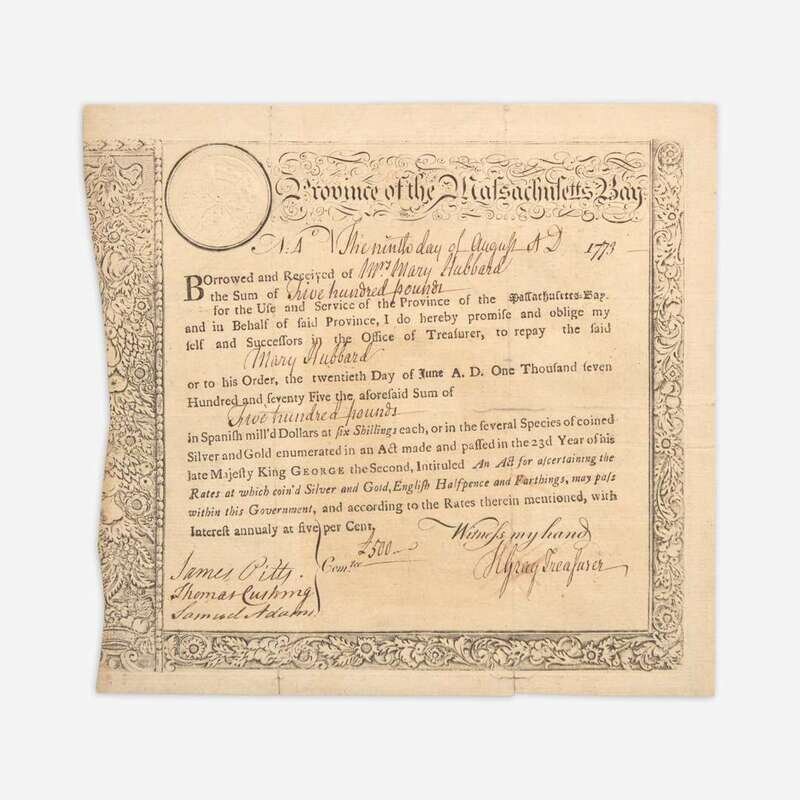 Province of the Massachusetts Bay.
The ninth day of August A D 1773
BOrrowed and Received of Mrs Mary Hubbard
the Sum of Five hundred pounds
for the Use and Service of the Province of the Massachusetts-Bay.
and in Behalf of said Province, I do hereby promise and oblige my
self and Successors in the Office of Treasurer, to repay the said
Mary Hubbard
or to his Order, the twentieth Day of June A. D. One Thousand seven
Hundred and seventy Five the aforesaid Sum of
Five hundred pounds
in Spanish mill'd Dollars at six Shillings each, or in the several Species of coined
Silver and Gold enumerated in an Act made and passed in the 23d Year of his
late Majesty King GEORGE the Second, Intituled An Act for ascertaining the
Rates at which coin'd Silver and Gold, English Halfpence and Farthings, may pass
within this Government, and according to the Rates therein mentioned, with
Interest annualy at five per Cent,
£500
Witness my hand
HGray Treasurer
James Pitts
Thomas Cushing
Samuel Adams
Com.tee